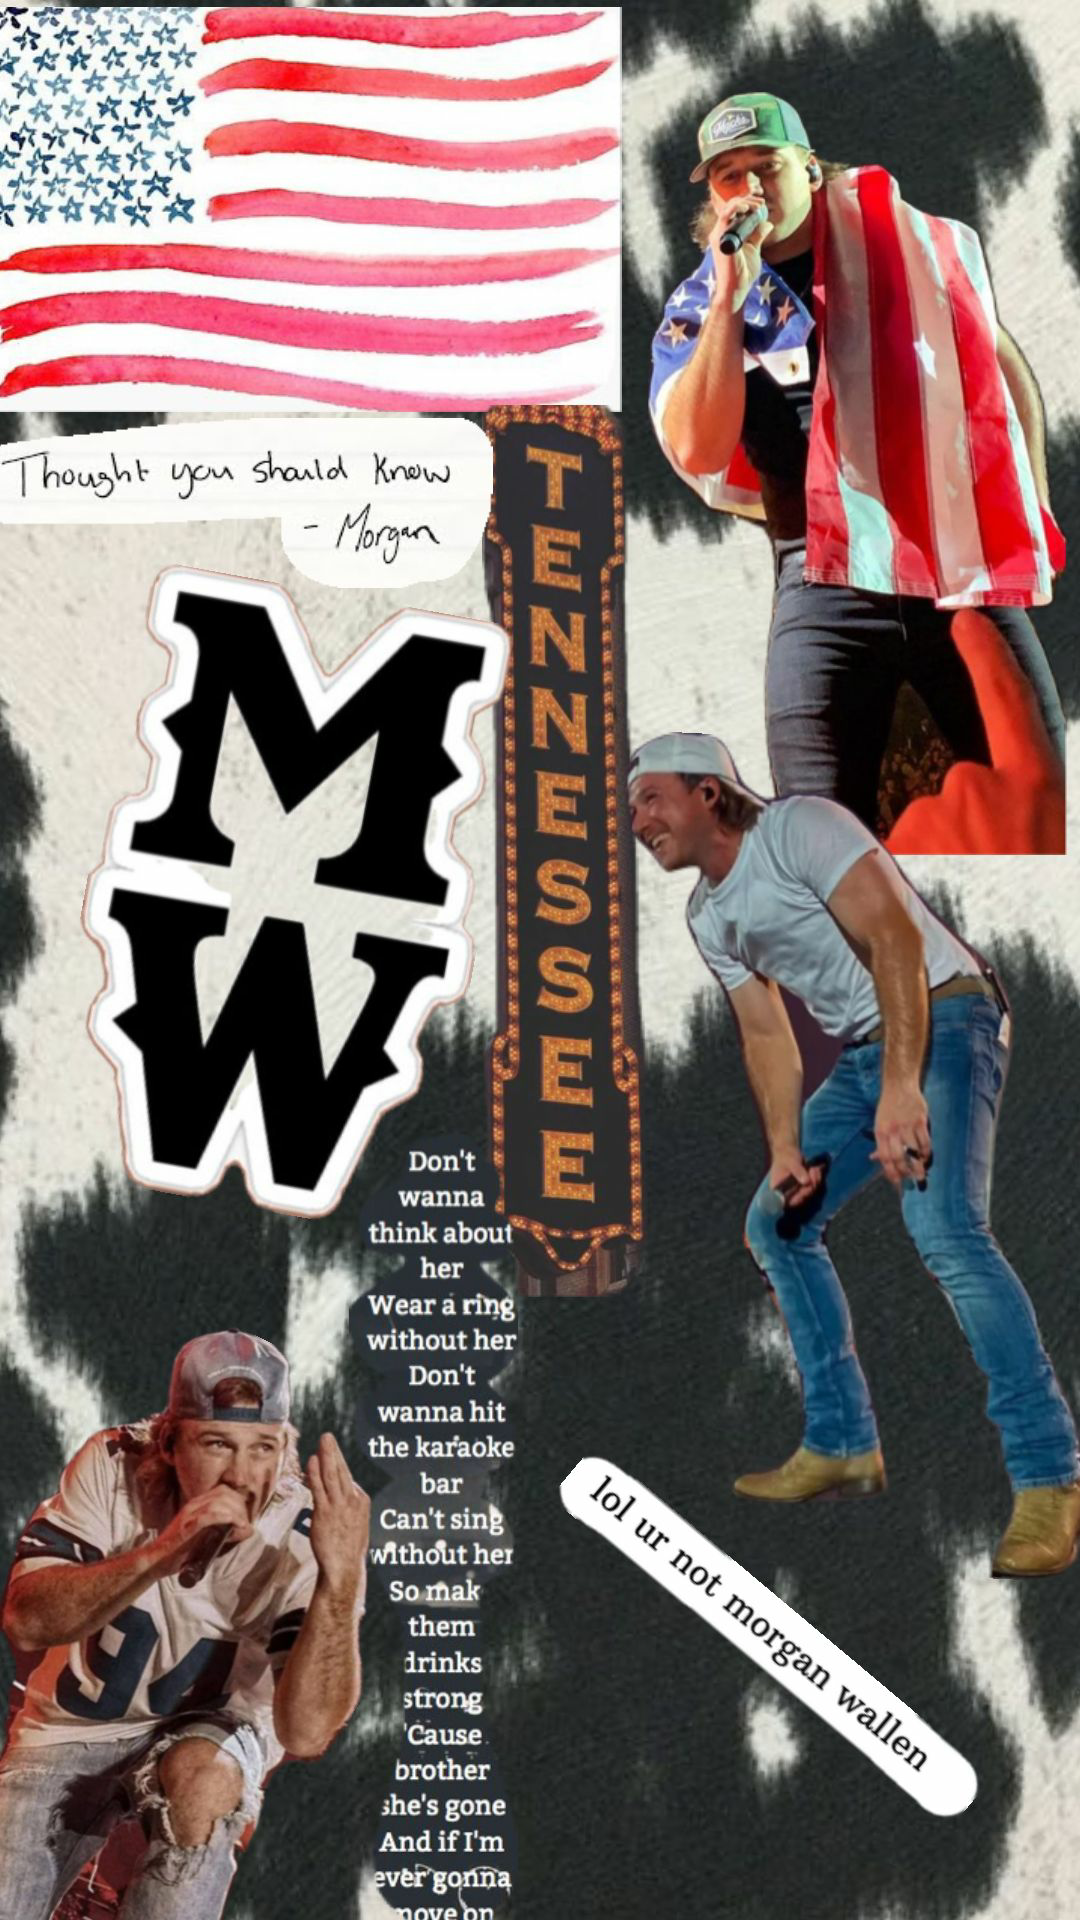 Thought you should know
- Morgan
TENNESSEE
M
W
Don't
wanna
think about
her
Wear a ring
without her
Don't
wanna hit
the karaoke
bar
Can't sing
without her
So mak
them
drinks
strong
'Cause
brother
she's gone
And if I'm
ever gonna
move on
lol ur not morgan wallen
94